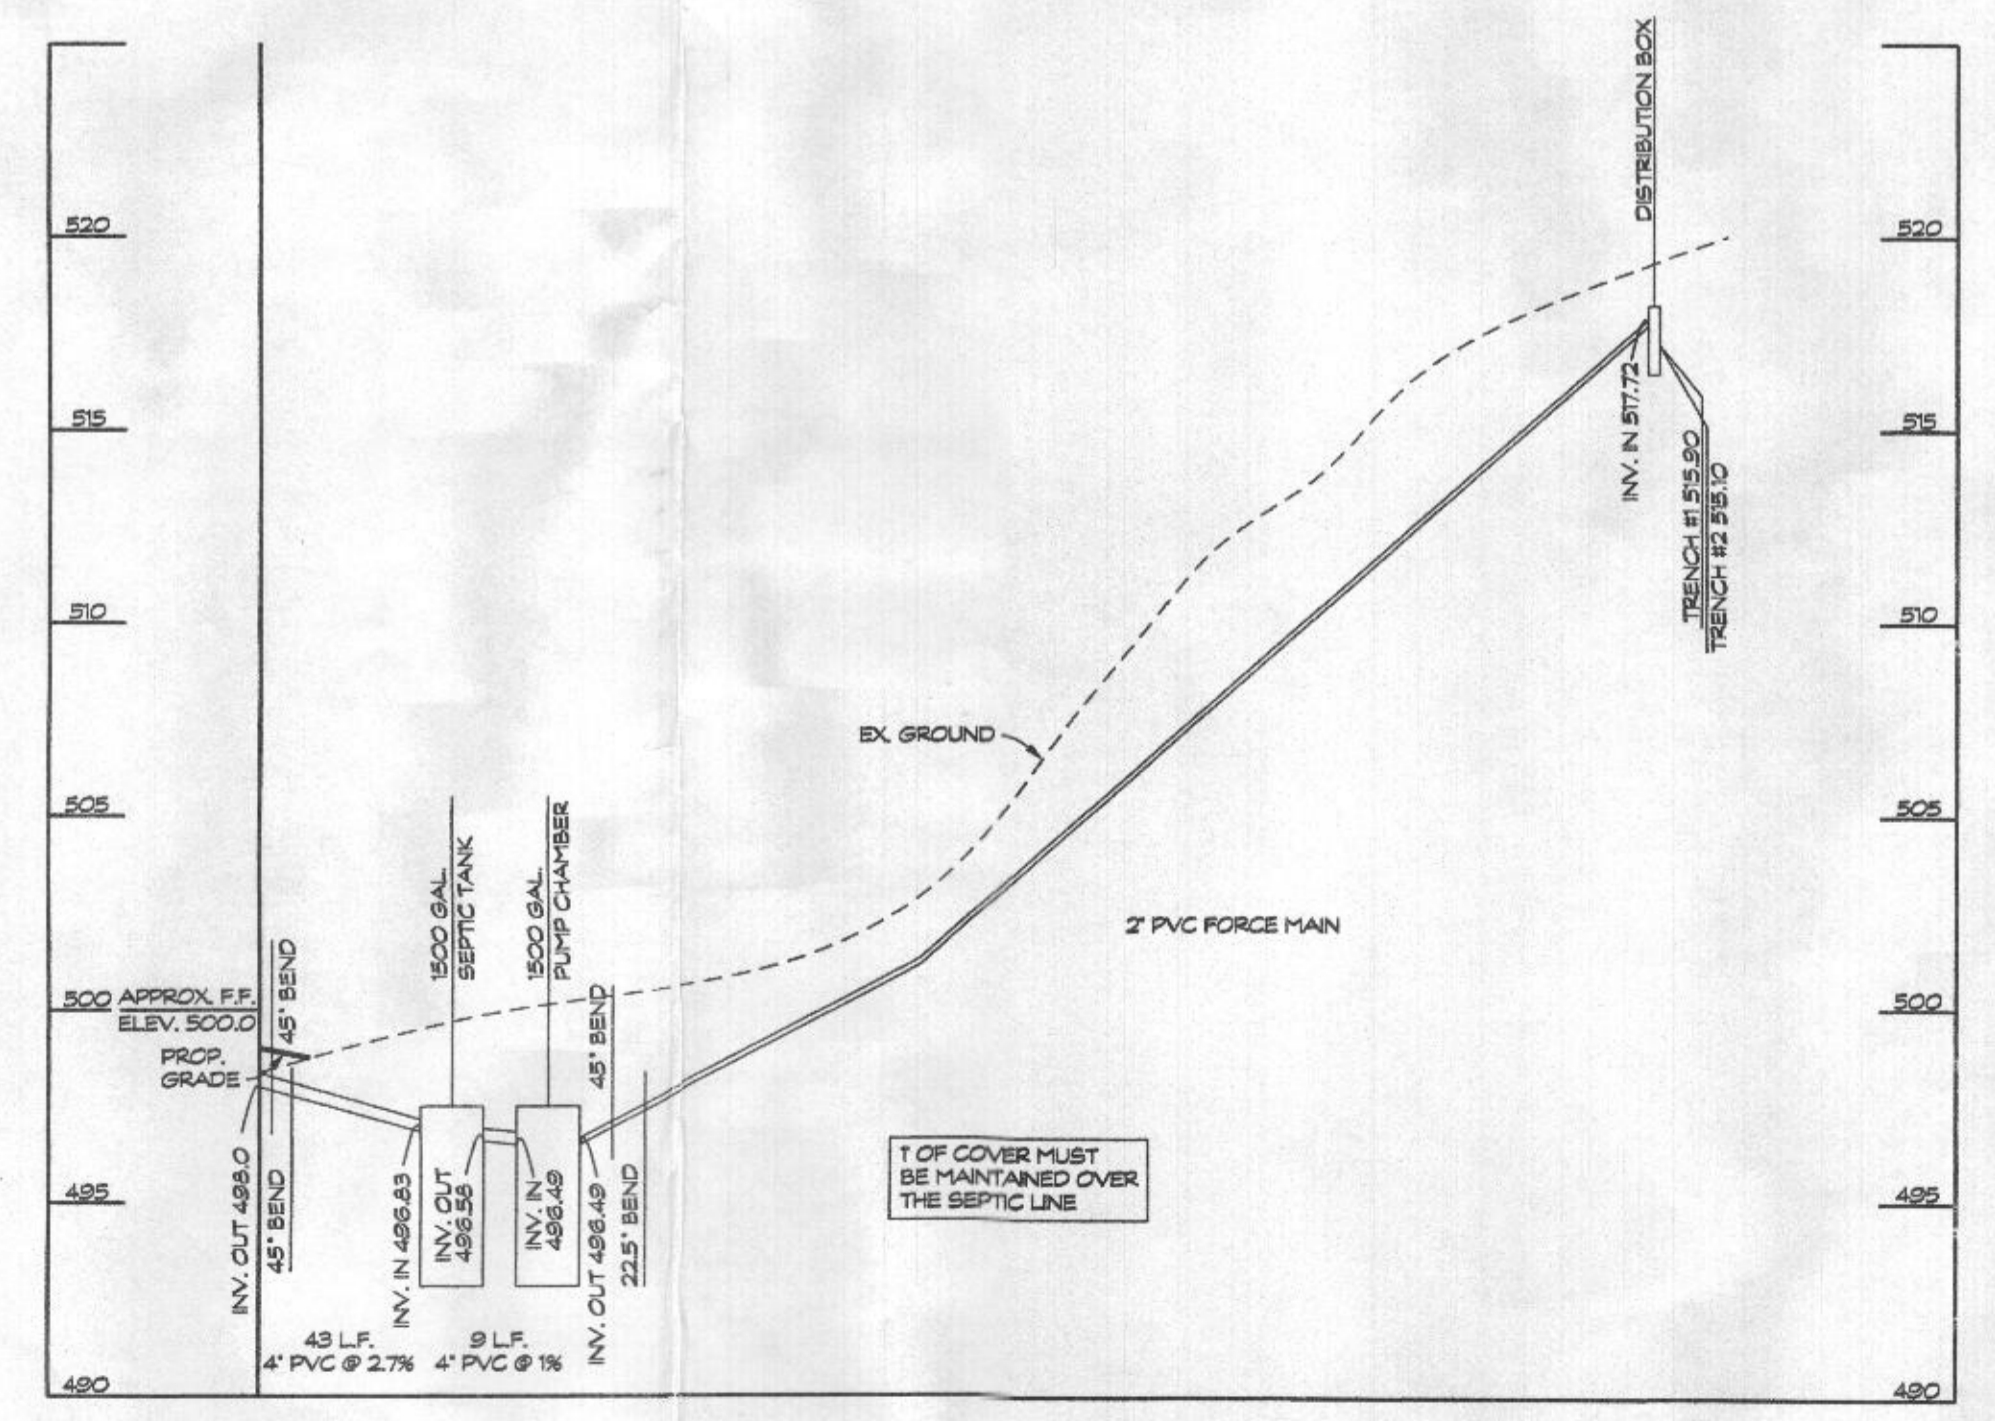 DISTRIBUTION BOX
520
520
515
515
INV. IN 517.72
TRENCH #1 515.90
TRENCH #2 515.10
510
510
EX. GROUND
505
505
1500 GAL.
SEPTIC TANK
1500 GAL.
PUMP CHAMBER
2" PVC FORCE MAIN
500
APPROX. F.F.
ELEV. 500.0
500
45° BEND
PROP.
GRADE
45° BEND
1' OF COVER MUST
BE MAINTAINED OVER
THE SEPTIC LINE
495
495
INV. OUT 498.0
45° BEND
INV. IN 496.83
INV. OUT
496.58
INV. IN
496.49
INV. OUT 496.49
22.5° BEND
43 L.F.
4" PVC @ 2.7%
9 L.F.
4" PVC @ 1%
490
490